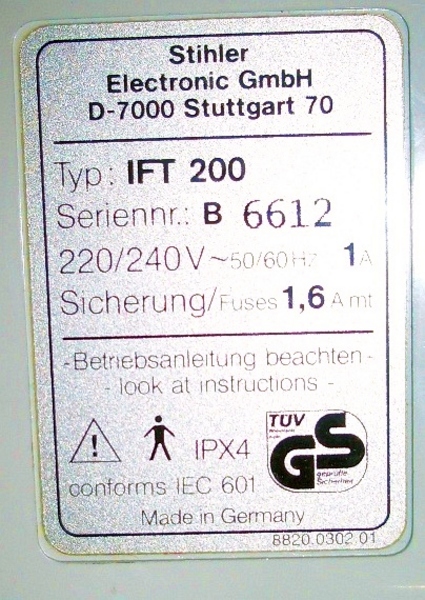 Stihler
Electronic GmbH
D-7000 Stuttgart 70
Typ: IFT 200
Seriennr.: B 6612
220/240V~50/60Hz 1A
Sicherung/Fuses 1,6 A mt
-Betriebsanleitung beachten-
- look at instructions -
! IPX4
TÜV
GS
geprüfte
Sicherheit
conforms IEC 601
Made in Germany
8820.0302.01